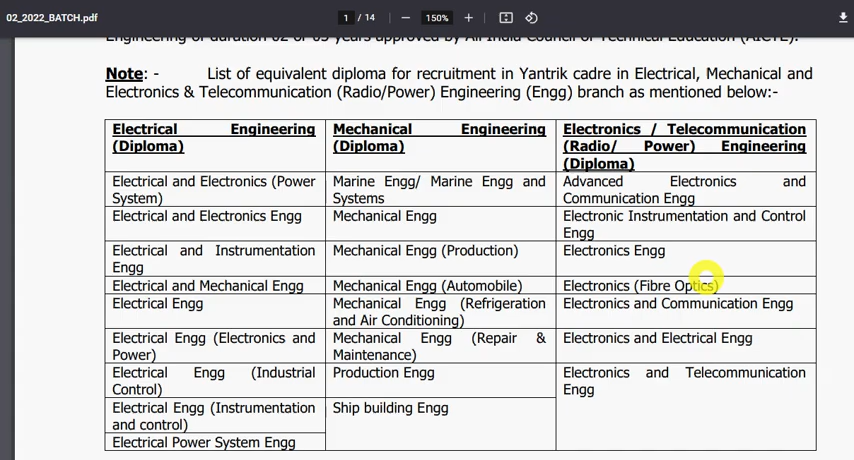 02_2022_BATCH.pdf
1 / 14
150%
Engineering of duration 02 or 03 years approved by All India Council of Technical Education (AICTE).
Note: - List of equivalent diploma for recruitment in Yantrik cadre in Electrical, Mechanical and
Electronics & Telecommunication (Radio/Power) Engineering (Engg) branch as mentioned below:-
Electrical Engineering
(Diploma)
Mechanical Engineering
(Diploma)
Electronics / Telecommunication
(Radio/ Power) Engineering
(Diploma)
Electrical and Electronics (Power
System)
Marine Engg/ Marine Engg and
Systems
Advanced Electronics and
Communication Engg
Electrical and Electronics Engg
Mechanical Engg
Electronic Instrumentation and Control
Engg
Electrical and Instrumentation
Engg
Mechanical Engg (Production)
Electronics Engg
Electrical and Mechanical Engg
Mechanical Engg (Automobile)
Electronics (Fibre Optics)
Electrical Engg
Mechanical Engg (Refrigeration
and Air Conditioning)
Electronics and Communication Engg
Electrical Engg (Electronics and
Power)
Mechanical Engg (Repair &
Maintenance)
Electronics and Electrical Engg
Electrical Engg (Industrial
Control)
Production Engg
Electronics and Telecommunication
Engg
Electrical Engg (Instrumentation
and control)
Ship building Engg
Electrical Power System Engg